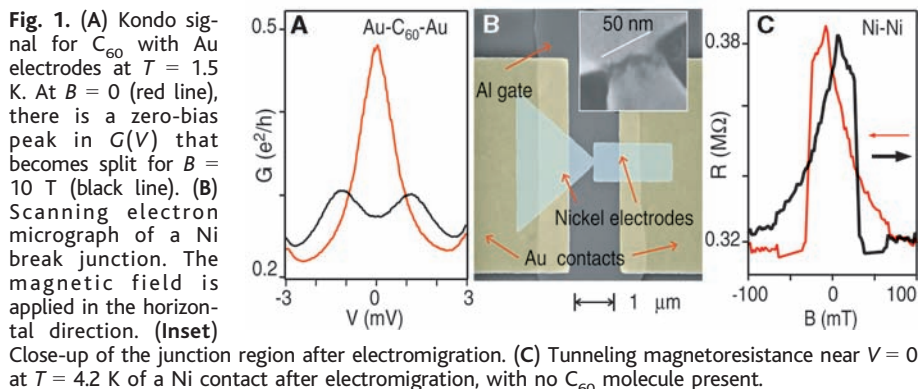 Fig. 1. (A) Kondo sig-
nal for C60 with Au
electrodes at T = 1.5
K. At B = 0 (red line),
there is a zero-bias
peak in G(V) that
becomes split for B =
10 T (black line). (B)
Scanning electron
micrograph of a Ni
break junction. The
magnetic field is
applied in the horizon-
tal direction. (Inset)
Close-up of the junction region after electromigration. (C) Tunneling magnetoresistance near V = 0
at T = 4.2 K of a Ni contact after electromigration, with no C60 molecule present.
A
Au-C60-Au
0.5
G (e2/h)
0.2
-3
0
3
V (mV)
B
50 nm
Al gate
Nickel electrodes
Au contacts
1 μm
C
Ni-Ni
0.38
R (MΩ)
0.32
-100
0
100
B (mT)